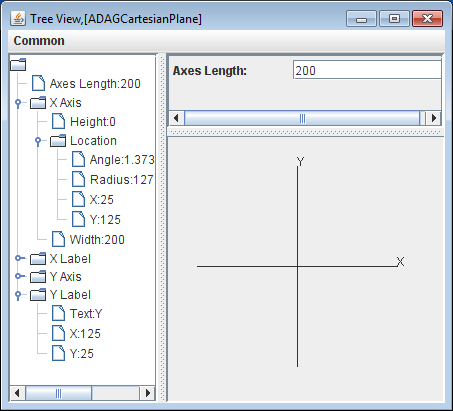 Tree View,[ADAGCartesianPlane]
Common
Axes Length:200
X Axis
Height:0
Location
Angle:1.373
Radius:127
X:25
Y:125
Width:200
X Label
Y Axis
Y Label
Text:Y
X:125
Y:25
Axes Length: 200
Y
X